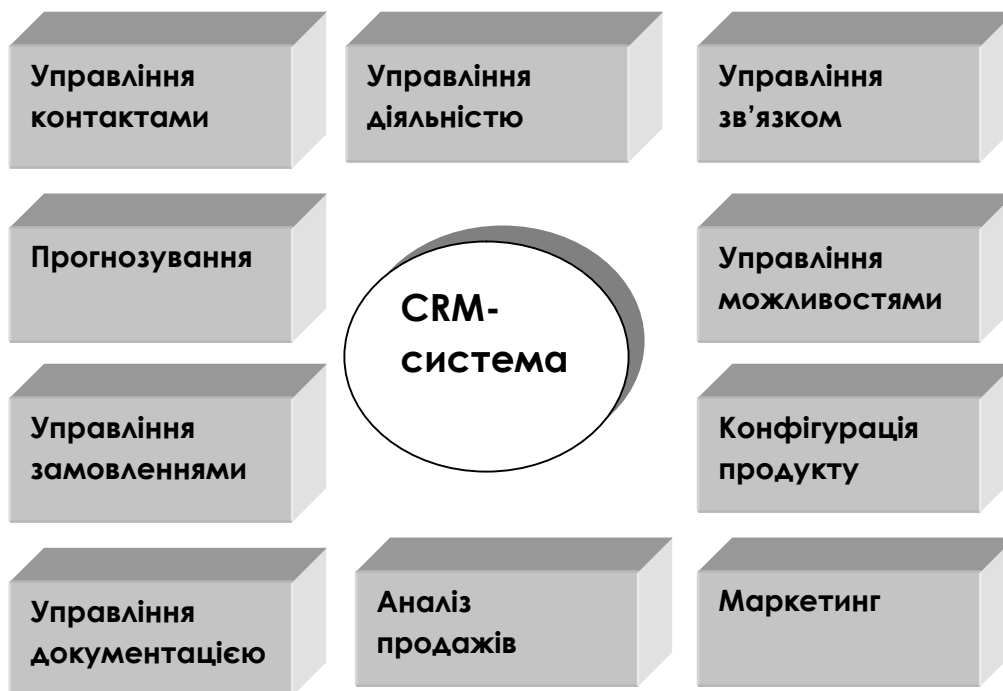 Управління
контактами
Управління
діяльністю
Управління
зв’язком
Прогнозування
CRM-
система
Управління
можливостями
Управління
замовленнями
Конфігурація
продукту
Управління
документацією
Аналіз
продажів
Маркетинг